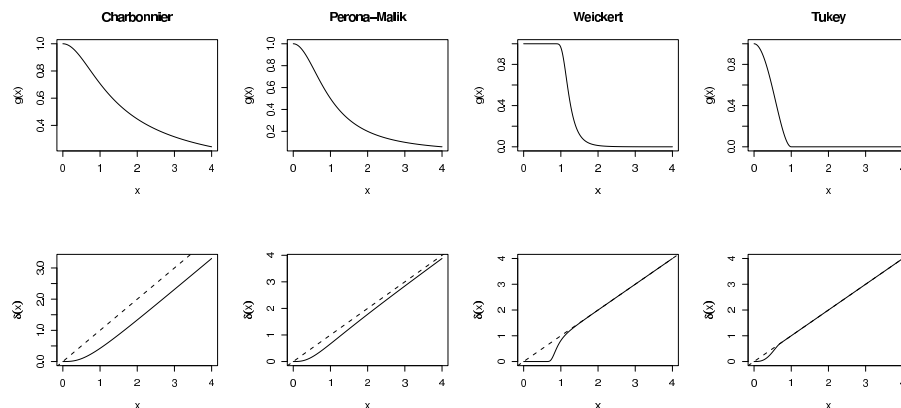 Charbonnier
Perona–Malik
Weickert
Tukey
g(x)
0.4 0.6 0.8 1.0
0 1 2 3 4
x
g(x)
0.2 0.4 0.6 0.8 1.0
0 1 2 3 4
x
g(x)
0.0 0.4 0.8
0 1 2 3 4
x
g(x)
0.0 0.4 0.8
0 1 2 3 4
x
δ(x)
0.0 1.0 2.0 3.0
0 1 2 3 4
x
δ(x)
0 1 2 3 4
0 1 2 3 4
x
δ(x)
0 1 2 3 4
0 1 2 3 4
x
δ(x)
0 1 2 3 4
0 1 2 3 4
x